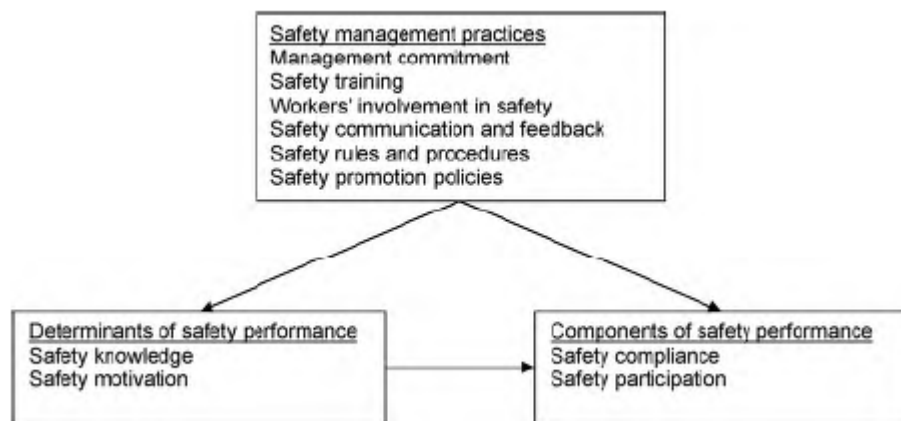 Safety management practices
Management commitment
Safety training
Workers' involvement in safety
Safety communication and feedback
Safety rules and procedures
Safety promotion policies
Determinants of safety performance
Safety knowledge
Safety motivation
Components of safety performance
Safety compliance
Safety participation